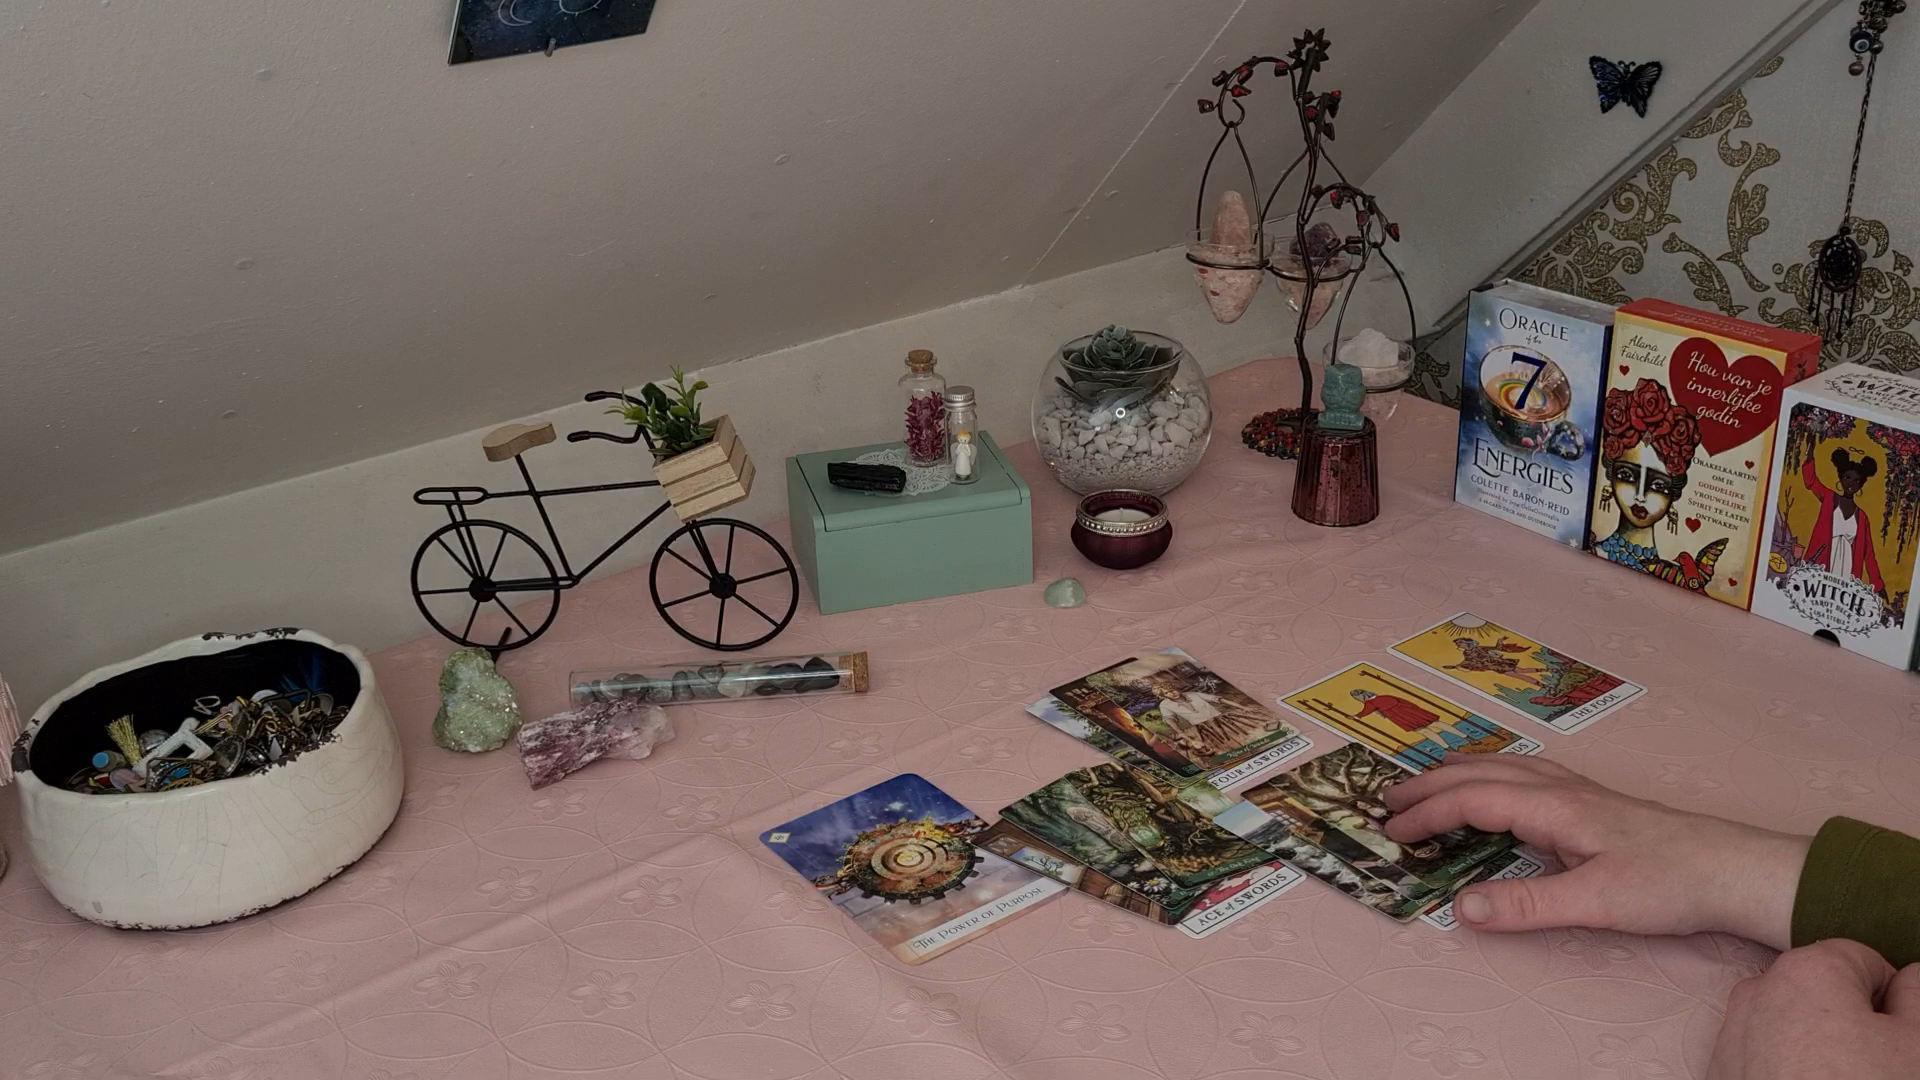 ORACLE
of the
7
ENERGIES
COLETTE BARON-REID
Alana
Fairchild
Hou van je
innerlijke
godin
ORAKELKAARTEN
OM JE
GODDELIJKE
VROUWELIJKE
SPIRIT TE LATEN
ONTWAKEN
MODERN
WITCH
TAROT DECK
THE FOOL
FOUR of SWORDS
ACE of SWORDS
THE POWER OF PURPOSE